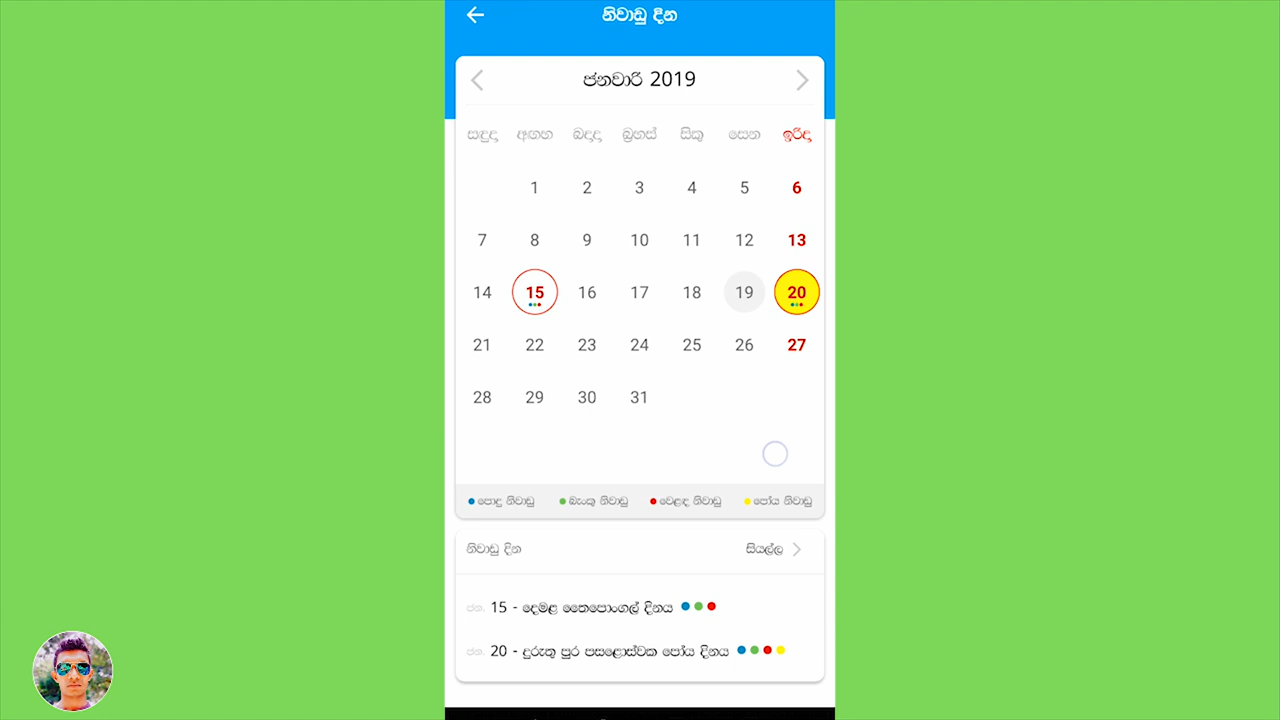 නිවාඩු දින
ජනවාරි 2019
සඳුදා අඟහ බදාදා බ්‍රහස් සිකු සෙන ඉරිදා
1 2 3 4 5 6
7 8 9 10 11 12 13
14 15 16 17 18 19 20
21 22 23 24 25 26 27
28 29 30 31
පොදු නිවාඩු බැංකු නිවාඩු වෙළඳ නිවාඩු පෝය නිවාඩු
නිවාඩු දින සියල්ල
ජන. 15 - දෙමළ තෛපොංගල් දිනය
ජන. 20 - දුරුතු පුර පසළොස්වක පෝය දිනය